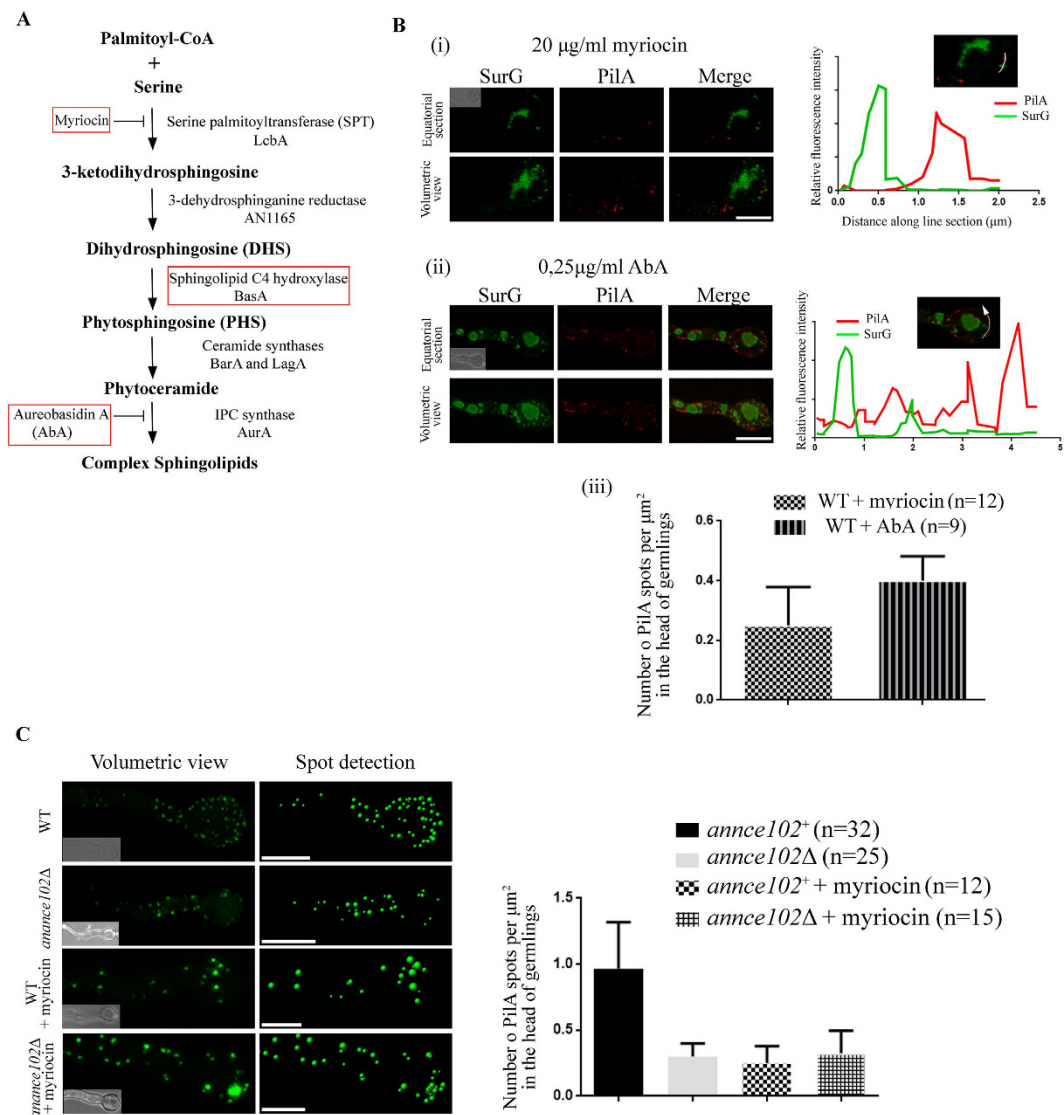 A
Palmitoyl-CoA
+
Serine
Myriocin
Serine palmitoyltransferase (SPT)
LcbA
3-ketodihydrosphingosine
3-dehydrosphinganine reductase
AN1165
Dihydrosphingosine (DHS)
Sphingolipid C4 hydroxylase
BasA
Phytosphingosine (PHS)
Ceramide synthases
BarA and LagA
Phytoceramide
Aureobasidin A
(AbA)
IPC synthase
AurA
Complex Sphingolipids
B
(i)
20 µg/ml myriocin
SurG
PilA
Merge
Equatorial
section
Volumetric
view
Relative fluorescence intensity
PilA
SurG
0.0
0.5
1.0
1.5
2.0
2.5
Distance along line section (µm)
(ii)
0,25µg/ml AbA
SurG
PilA
Merge
Equatorial
section
Volumetric
view
Relative fluorescence intensity
PilA
SurG
0
1
2
3
4
5
(iii)
WT + myriocin (n=12)
WT + AbA (n=9)
Number o PilA spots per µm²
in the head of germlings
0.6
0.4
0.2
0.0
C
Volumetric view
Spot detection
WT
anance102Δ
WT
+ myriocin
anance102Δ
+ myriocin
annce102⁺ (n=32)
annce102Δ (n=25)
annce102⁺ + myriocin (n=12)
annce102Δ + myriocin (n=15)
Number o PilA spots per µm²
in the head of germlings
1.5
1.0
0.5
0.0